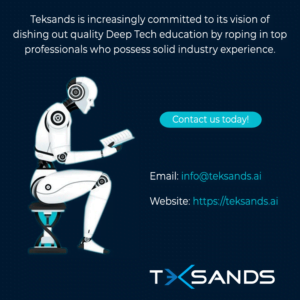 Teksands is increasingly committed to its vision of
dishing out quality Deep Tech education by roping in top
professionals who possess solid industry experience.
Contact us today!
Email: info@teksands.ai
Website: https://teksands.ai
TEKSANDS